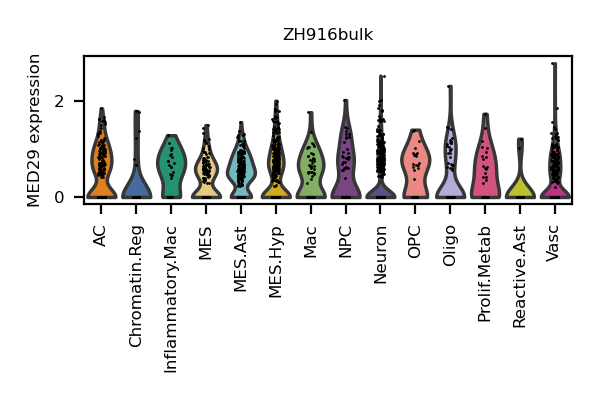 ZH916bulk
MED29 expression
2
0
AC
Chromatin.Reg
Inflammatory.Mac
MES
MES.Ast
MES.Hyp
Mac
NPC
Neuron
OPC
Oligo
Prolif.Metab
Reactive.Ast
Vasc